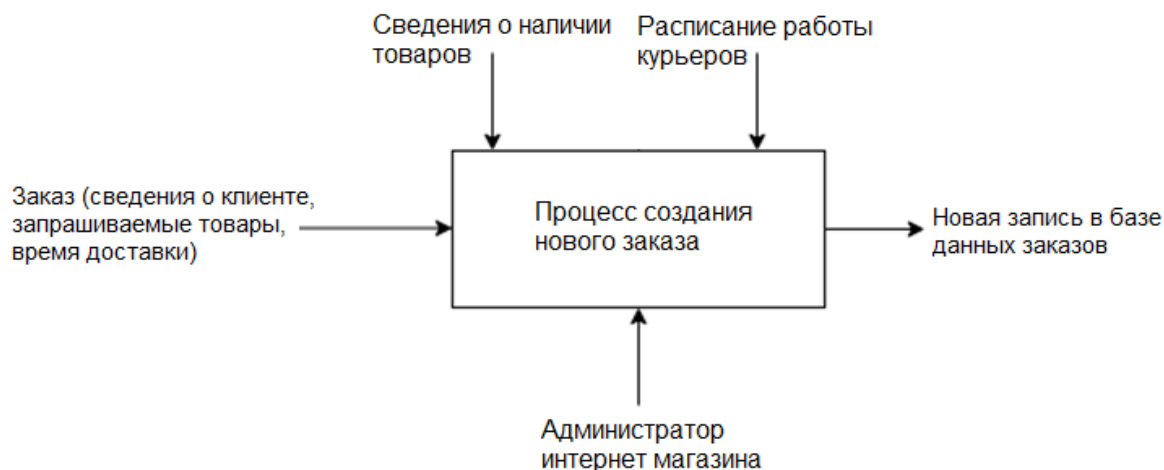 Сведения о наличии
товаров
Расписание работы
курьеров
Заказ (сведения о клиенте,
запрашиваемые товары,
время доставки)
Процесс создания
нового заказа
Новая запись в базе
данных заказов
Администратор
интернет магазина